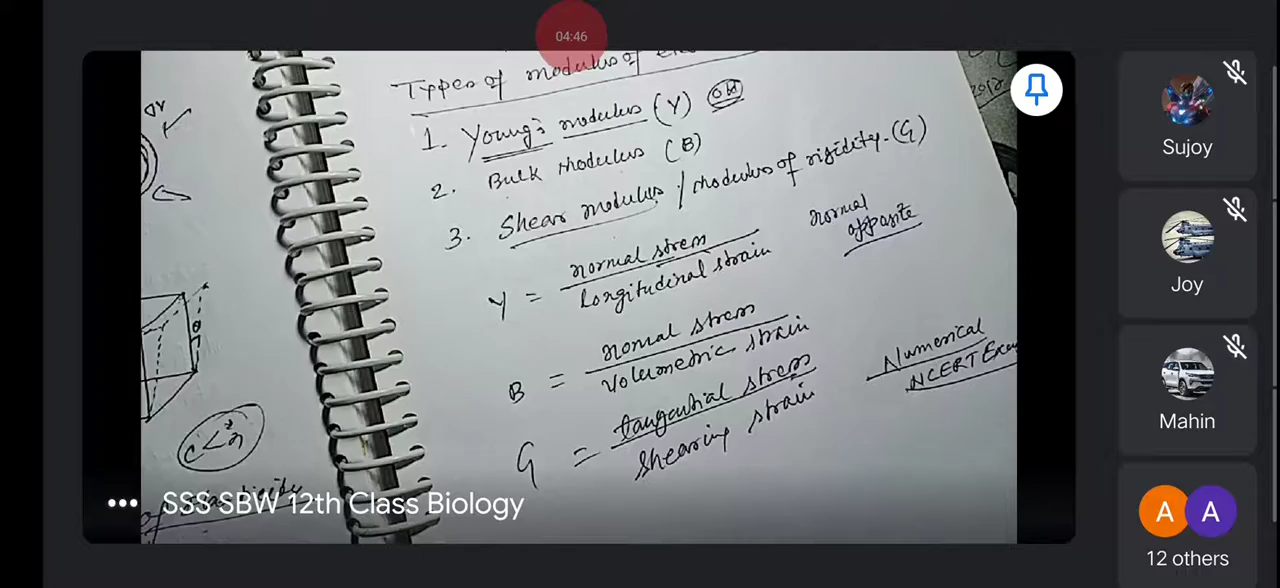 04:46
Types of modulus of
1. Young's modulus (Y)
2. Bulk modulus (B)
3. Shear modulus / modulus of rigidity. (G)
Y = normal stress / Longitudinal strain
normal
opposite
B = normal stress / Volumetric strain
G = tangential stress / Shearing strain
Numerical
NCERT
c < r
of elasticity
SSS SBW 12th Class Biology
Sujoy
Joy
Mahin
A A
12 others